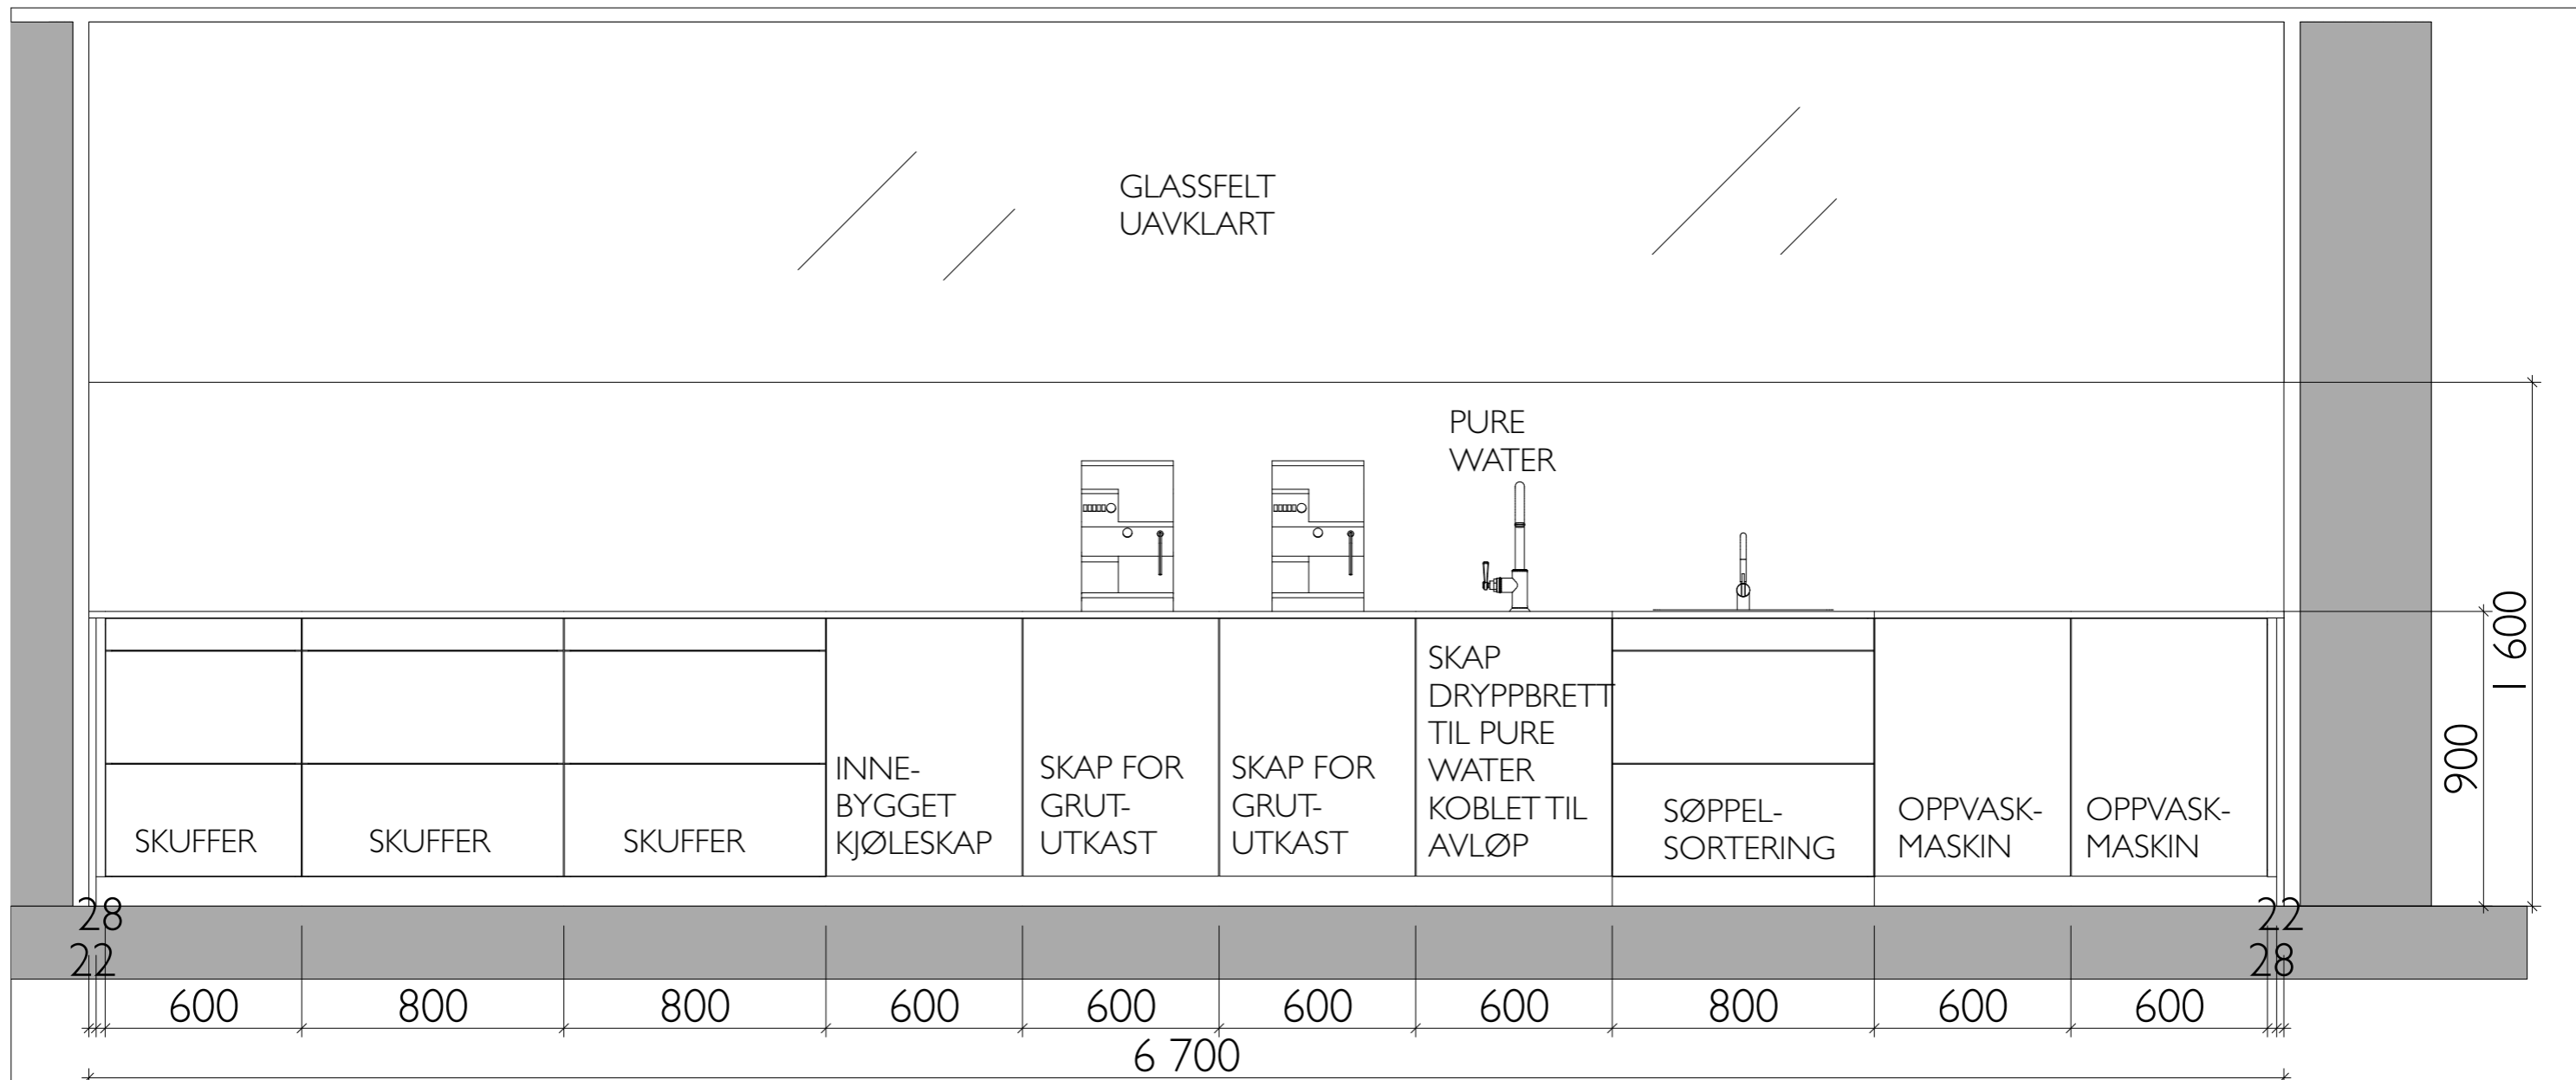 GLASSFELT
UAVKLART
PURE
WATER
SKUFFER
SKUFFER
SKUFFER
INNE-
BYGGET
KJØLESKAP
SKAP FOR
GRUT-
UTKAST
SKAP FOR
GRUT-
UTKAST
SKAP
DRYPPBRETT
TIL PURE
WATER
KOBLET TIL
AVLØP
SØPPEL-
SORTERING
OPPVASK-
MASKIN
OPPVASK-
MASKIN
1 600
900
28
22
22
28
600
800
800
600
600
600
600
800
600
600
6 700